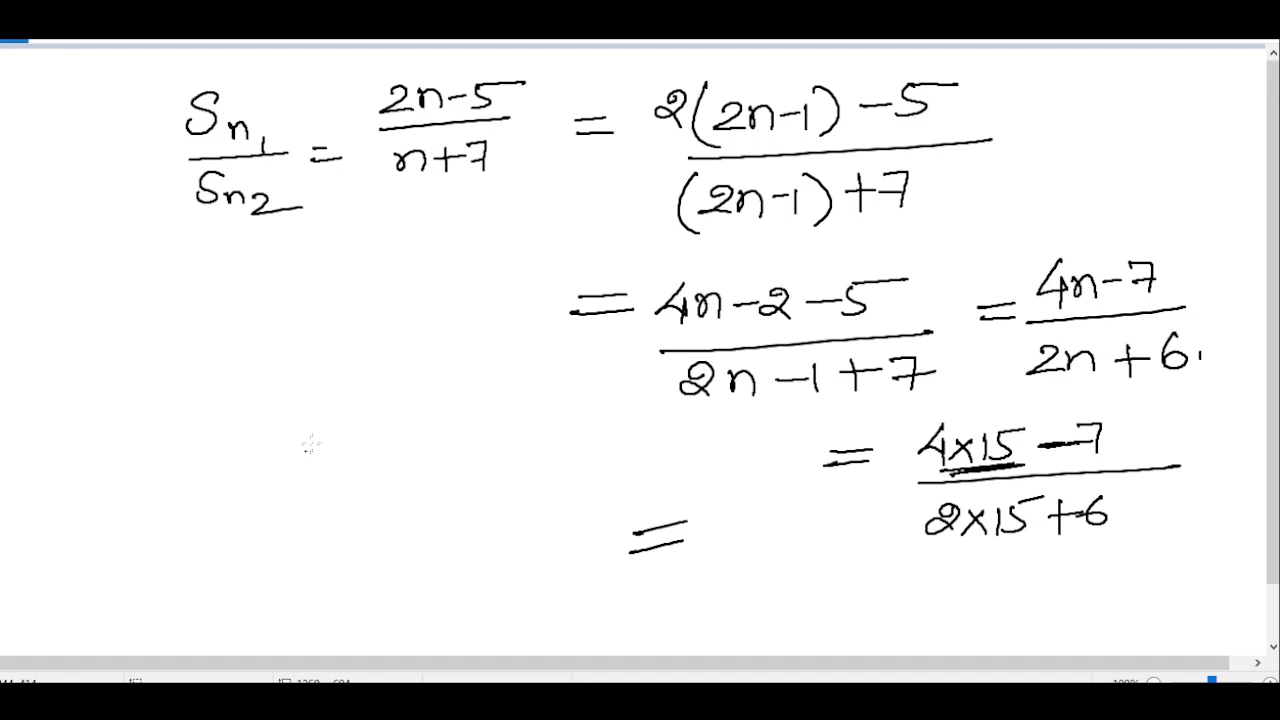 Sn1/Sn2 = 2n-5/n+7 = 2(2n-1)-5/(2n-1)+7
= 4n-2-5/2n-1+7 = 4n-7/2n+6.
= 4×15-7/2×15+6
=